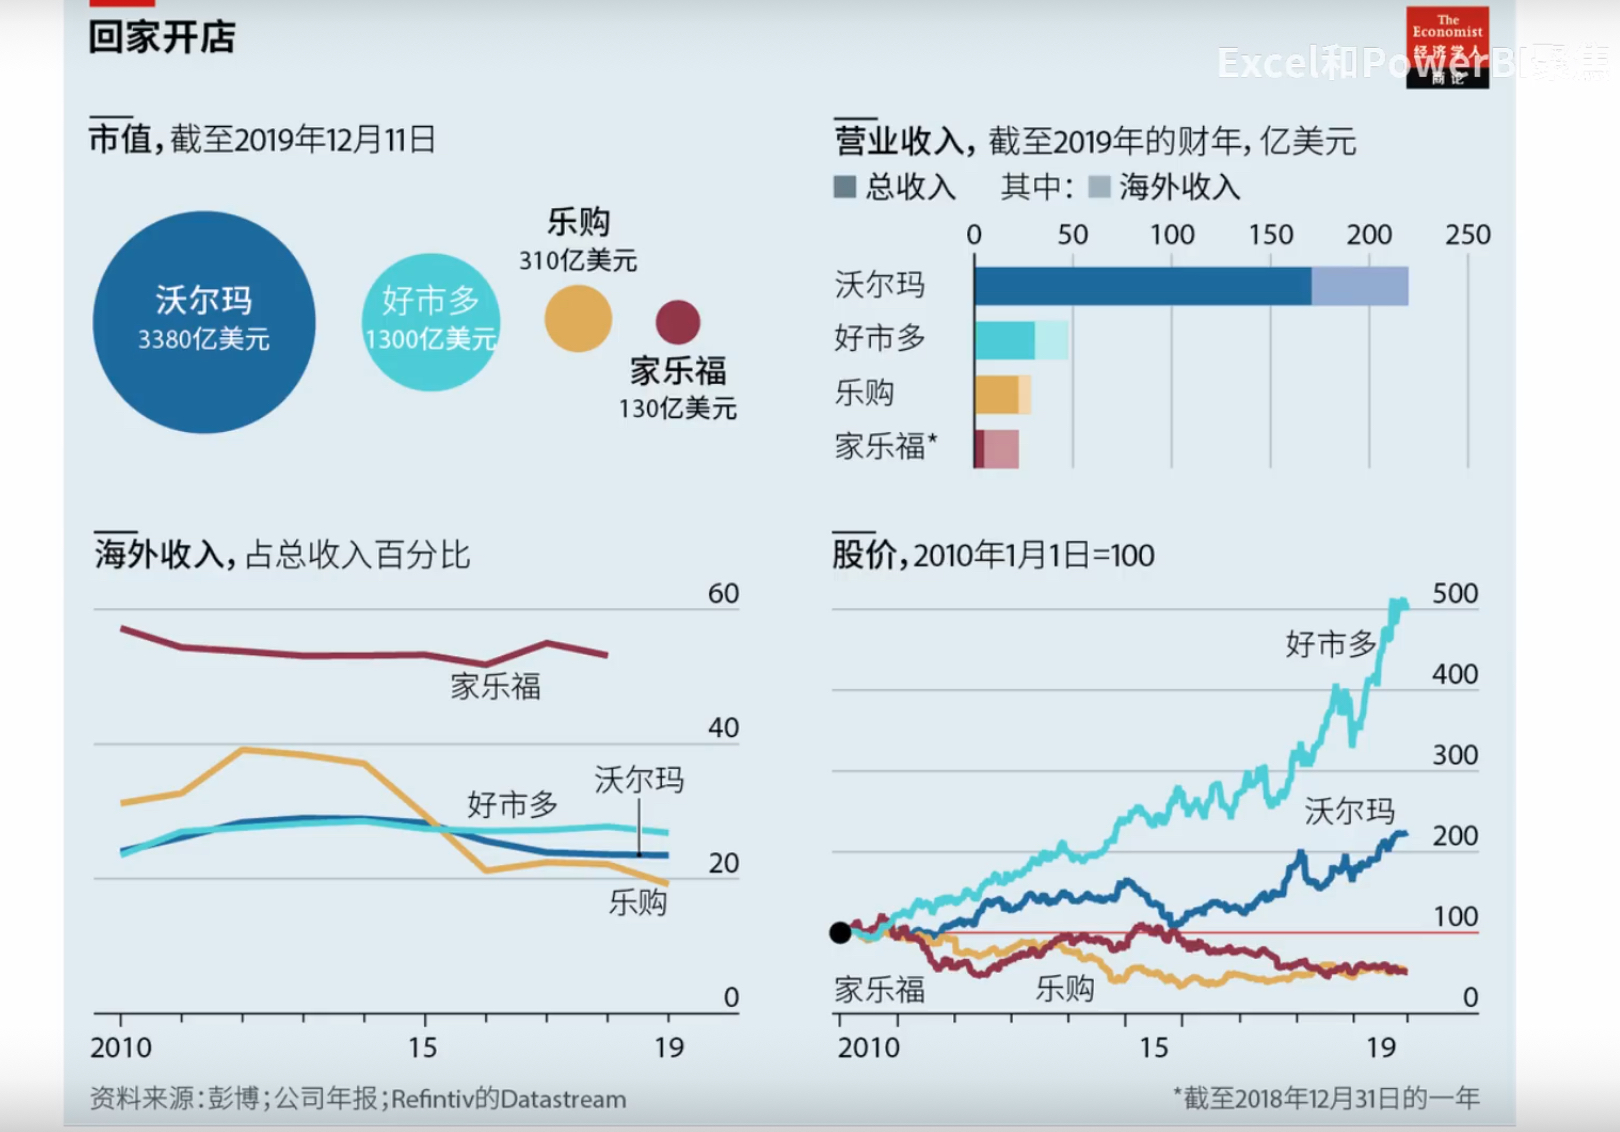 回家开店
The
Economist
经济学人
商论
Excel和PowerBI聚焦
市值，截至2019年12月11日
沃尔玛
3380亿美元
好市多
1300亿美元
乐购
310亿美元
家乐福
130亿美元
营业收入，截至2019年的财年，亿美元
总收入 其中： 海外收入
0 50 100 150 200 250
沃尔玛
好市多
乐购
家乐福*
海外收入，占总收入百分比
60
家乐福
40
沃尔玛
好市多
20
乐购
0
2010 15 19
股价，2010年1月1日=100
500
好市多
400
300
沃尔玛
200
100
家乐福
乐购
0
2010 15 19
资料来源：彭博；公司年报；Refintiv的Datastream
*截至2018年12月31日的一年